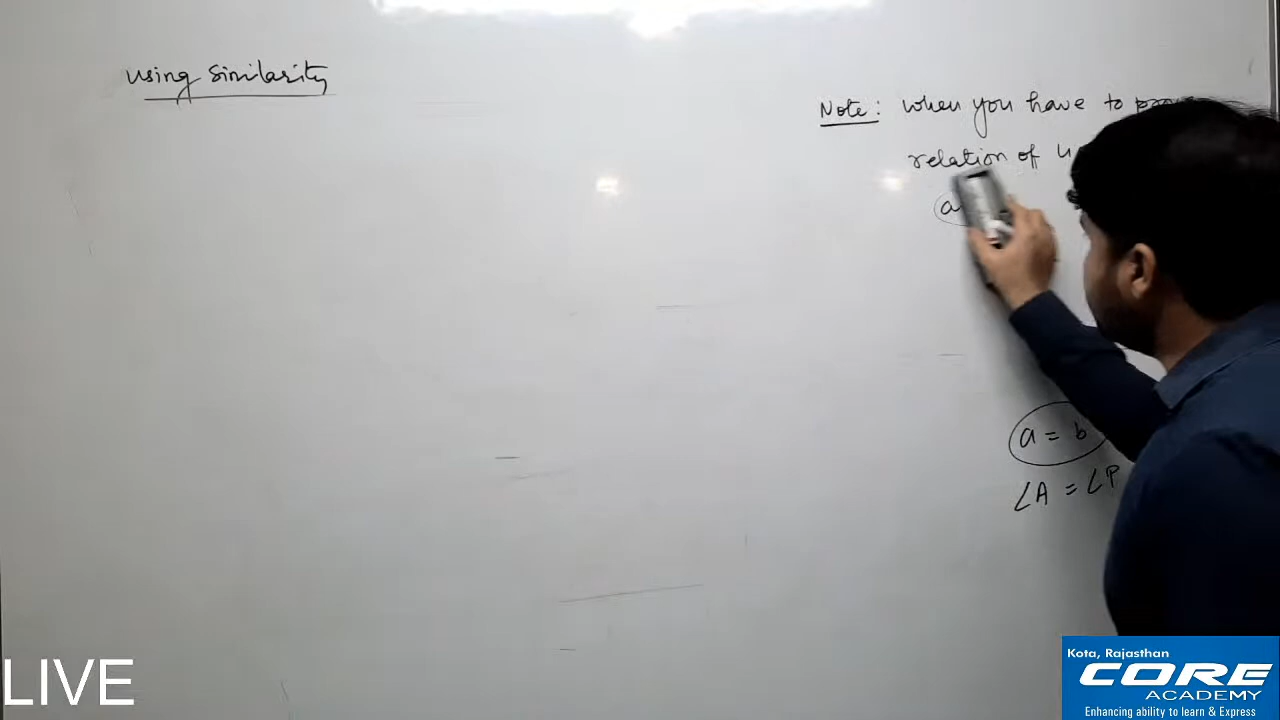 Using Similarity
Note: when you have to prove
relation of
a
a = b
∠A = ∠P
LIVE
Kota, Rajasthan
CORE
ACADEMY
Enhancing ability to learn & Express